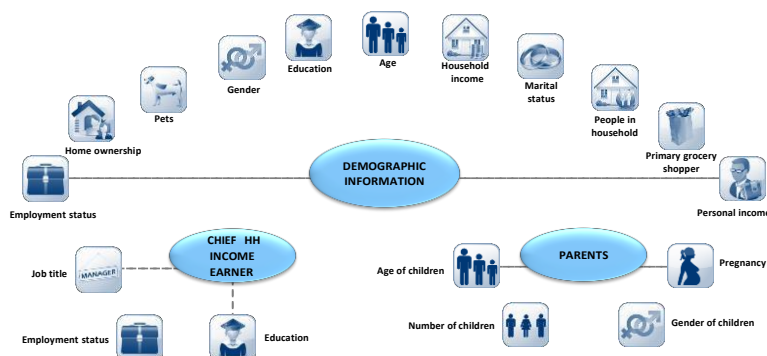 Education
Age
Household
income
Gender
Marital
status
Pets
People in
household
Home ownership
Primary grocery
shopper
DEMOGRAPHIC
INFORMATION
Employment status
Personal income
CHIEF HH
INCOME
EARNER
Job title
MANAGER
Employment status
Education
PARENTS
Age of children
Pregnancy
Number of children
Gender of children